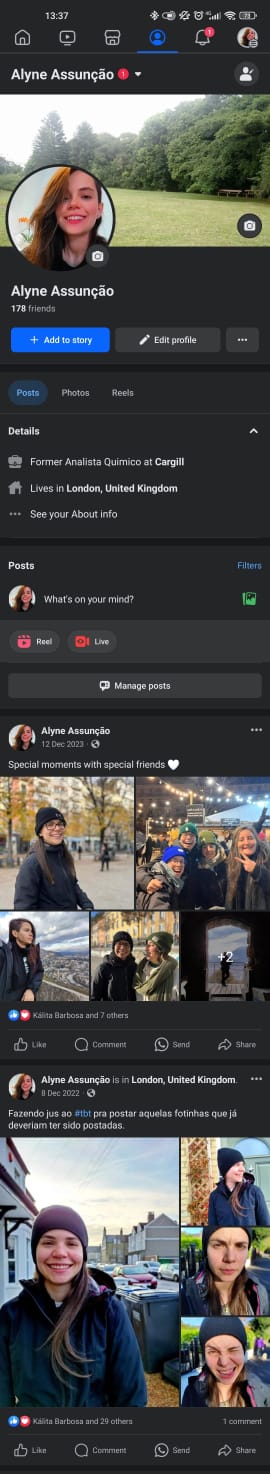 13:37
73
1
Alyne Assunção 1
Alyne Assunção
178 friends
+ Add to story
Edit profile
Posts
Photos
Reels
Details
Former Analista Quimico at Cargill
Lives in London, United Kingdom
See your About info
Posts
Filters
What's on your mind?
Reel
Live
Manage posts
Alyne Assunção
12 Dec 2023 ·
Special moments with special friends 🤍
+2
Kálita Barbosa and 7 others
Like
Comment
Send
Share
Alyne Assunção is in London, United Kingdom.
8 Dec 2022 ·
Fazendo jus ao #tbt pra postar aquelas fotinhas que já
deveriam ter sido postadas.
Kálita Barbosa and 29 others
1 comment
Like
Comment
Send
Share